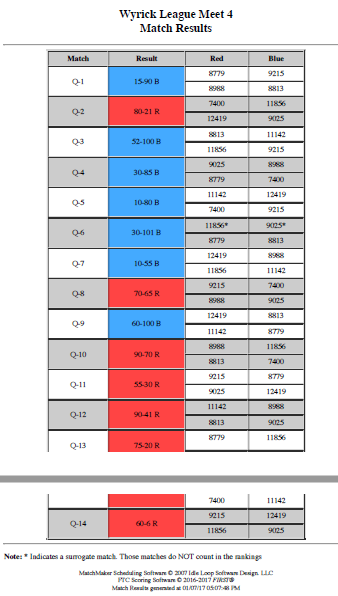 Wyrick League Meet 4
Match Results
Match Result Red Blue
Q-1 15-90 B 8779 9215
8988 8813
Q-2 80-21 R 7400 11856
12419 9025
Q-3 52-100 B 8813 11142
11856 9215
Q-4 30-85 B 9025 8988
8779 7400
Q-5 10-80 B 11142 12419
7400 9215
Q-6 30-101 B 11856* 9025*
8779 8813
Q-7 10-55 B 12419 8988
11856 11142
Q-8 70-65 R 9215 7400
8988 9025
Q-9 60-100 B 12419 8813
11142 8779
Q-10 90-70 R 8988 11856
8813 7400
Q-11 55-30 R 9215 8779
9025 12419
Q-12 90-41 R 11142 8988
8813 9025
Q-13 75-20 R 8779 11856
7400 11142
Q-14 60-6 R 9215 12419
11856 9025
Note: * Indicates a surrogate match. Those matches do NOT count in the rankings
MatchMaker Scheduling Software © 2007 Idle Loop Software Design, LLC
FTC Scoring Software © 2016-2017 FIRST®
Match Results generated at 01/07/17 05:07:48 PM